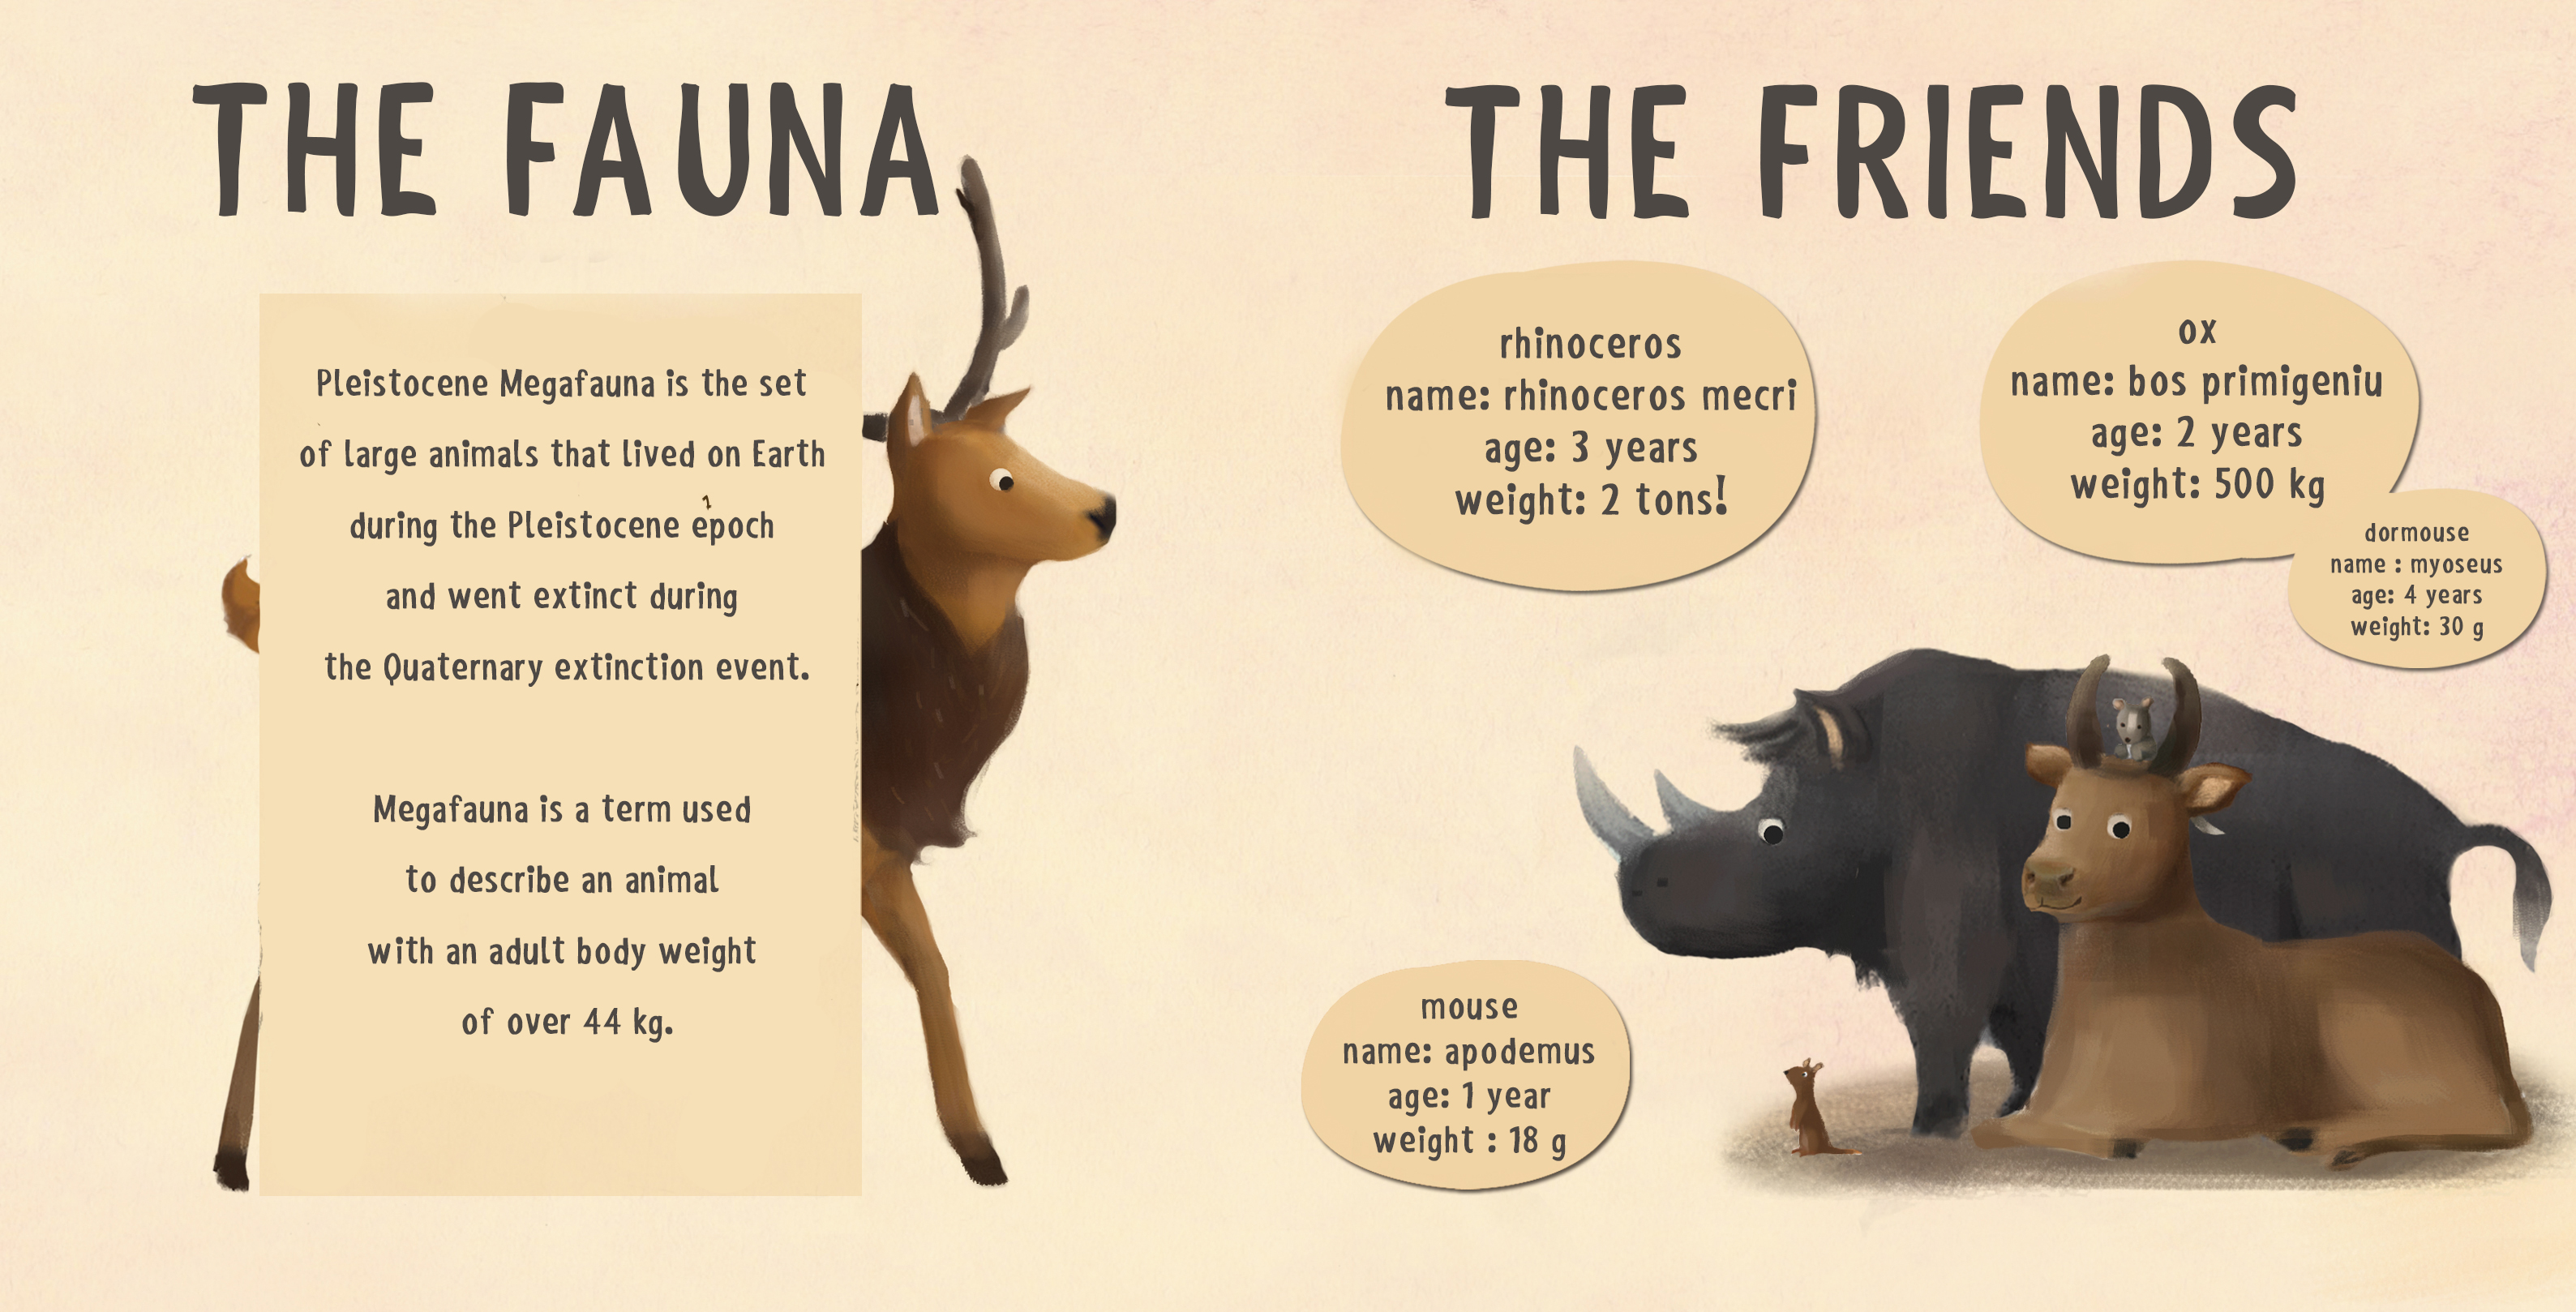 THE FAUNA
Pleistocene Megafauna is the set
of large animals that lived on Earth
during the Pleistocene epoch
and went extinct during
the Quaternary extinction event.
Megafauna is a term used
to describe an animal
with an adult body weight
of over 44 kg.
THE FRIENDS
rhinoceros
name: rhinoceros mecri
age: 3 years
weight: 2 tons!
ox
name: bos primigeniu
age: 2 years
weight: 500 kg
dormouse
name : myoseus
age: 4 years
weight: 30 g
mouse
name: apodemus
age: 1 year
weight : 18 g